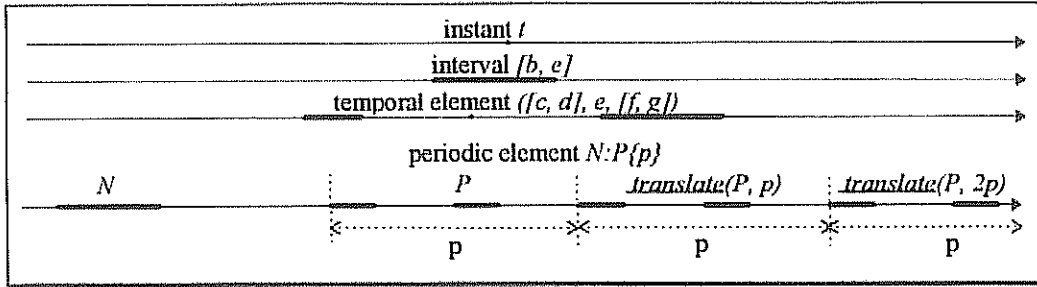 instant t
interval [b, e]
temporal element ([c, d], e, [f, g])
periodic element N:P{p}
N P translate(P, p) translate(P, 2p)
p p p